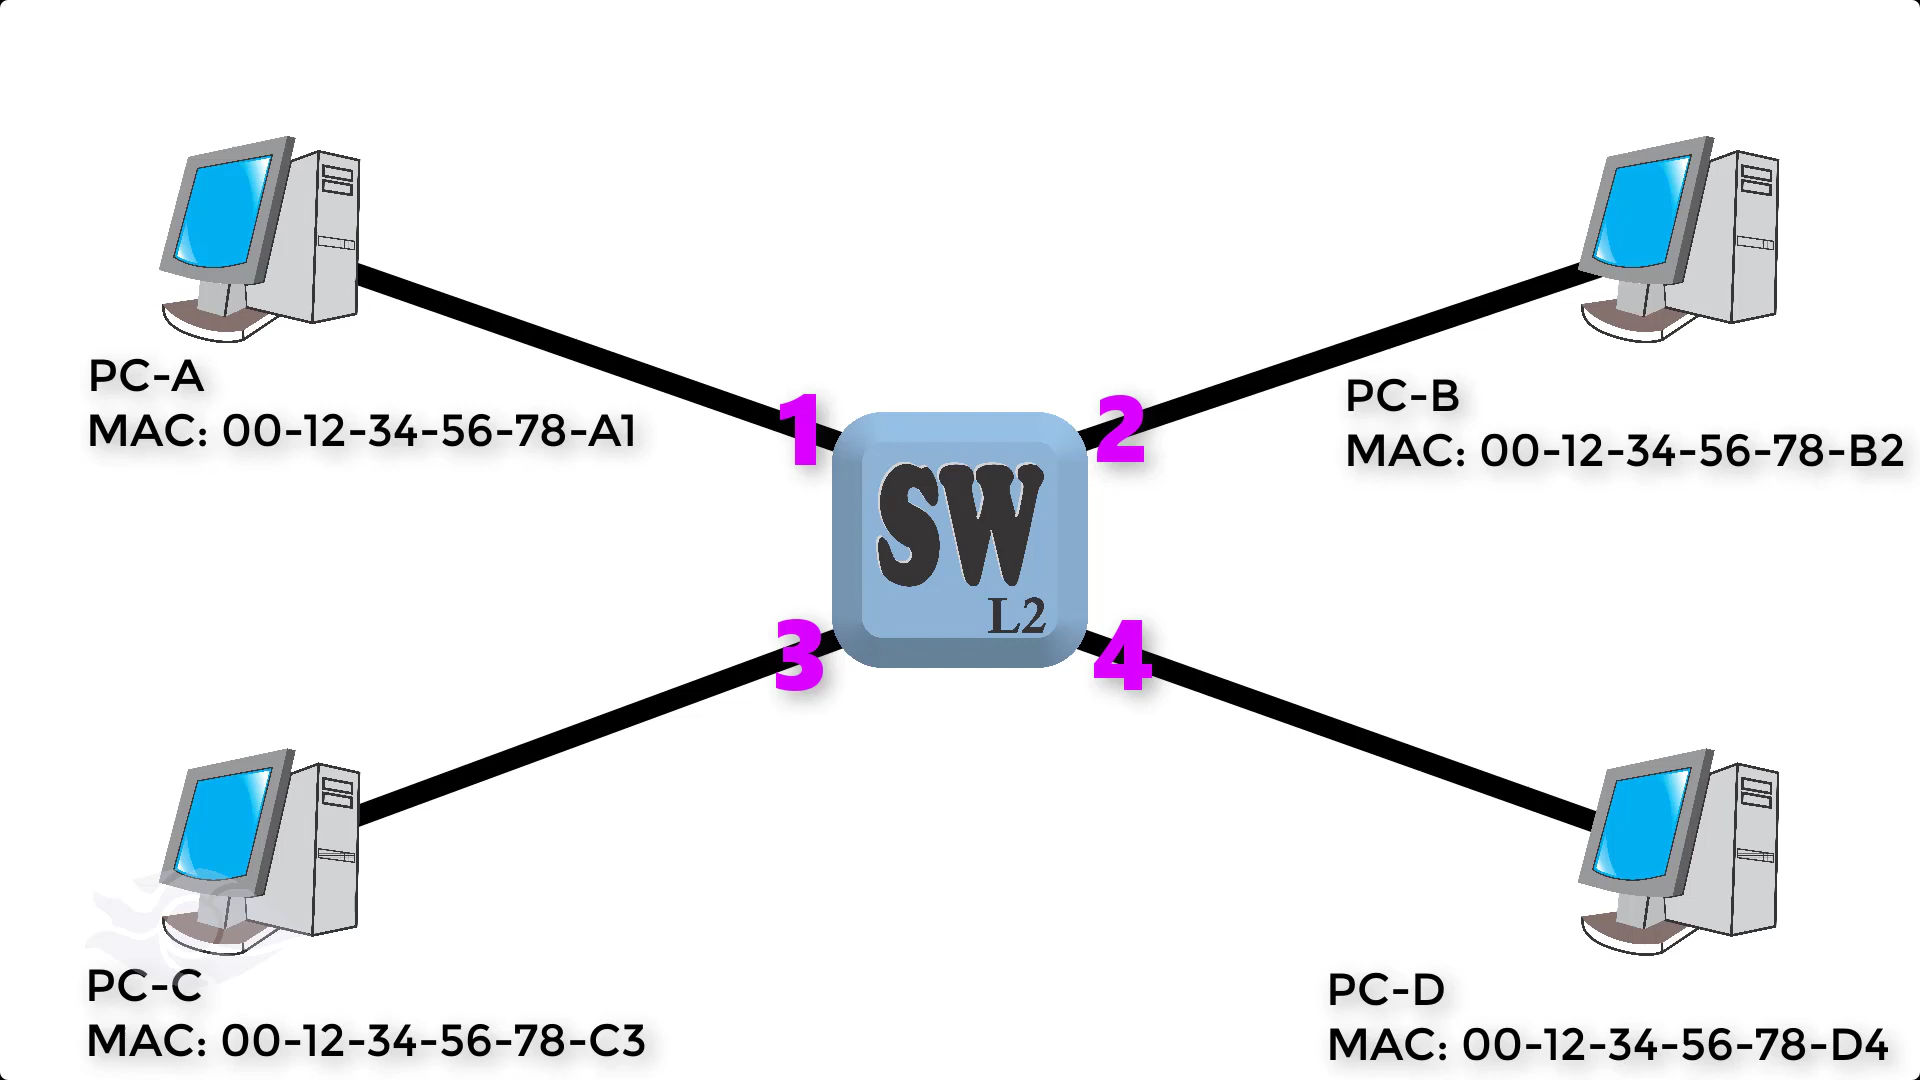 PC-A
MAC: 00-12-34-56-78-A1
PC-B
MAC: 00-12-34-56-78-B2
1
2
SW
L2
3
4
PC-C
MAC: 00-12-34-56-78-C3
PC-D
MAC: 00-12-34-56-78-D4